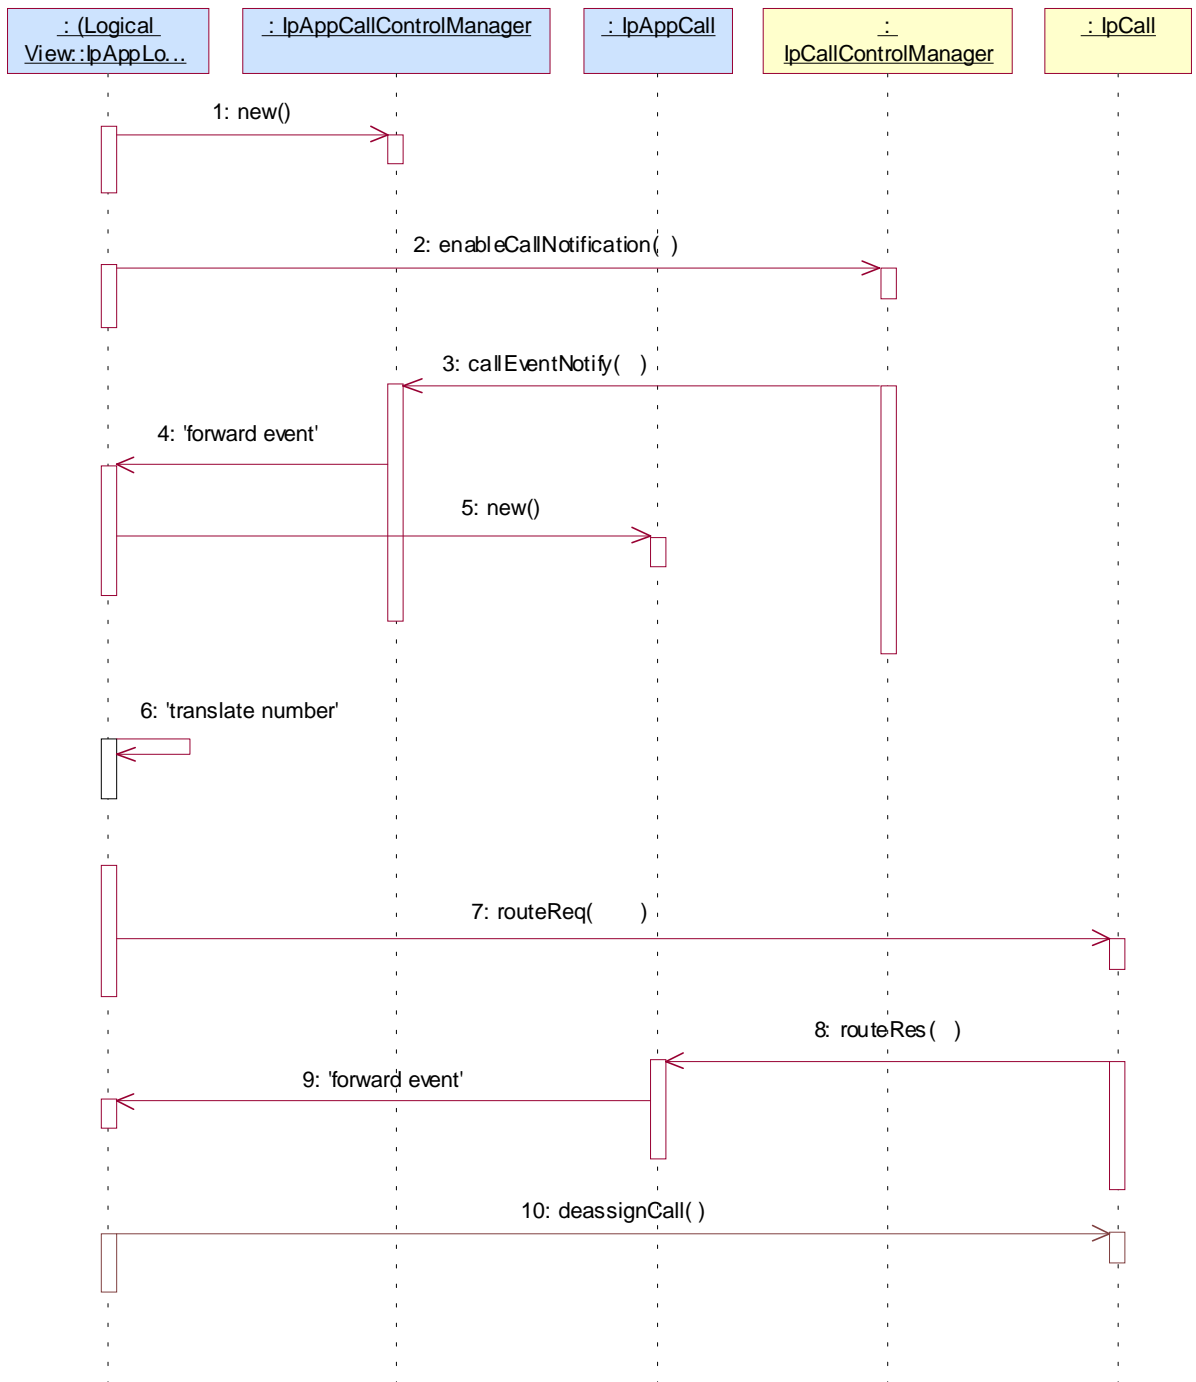 : (Logical
View::IpAppLo...
: IpAppCallControlManager
: IpAppCall
:
IpCallControlManager
: IpCall
1: new()
2: enableCallNotification( )
3: callEventNotify( )
4: 'forward event'
5: new()
6: 'translate number'
7: routeReq( )
8: routeRes( )
9: 'forward event'
10: deassignCall( )